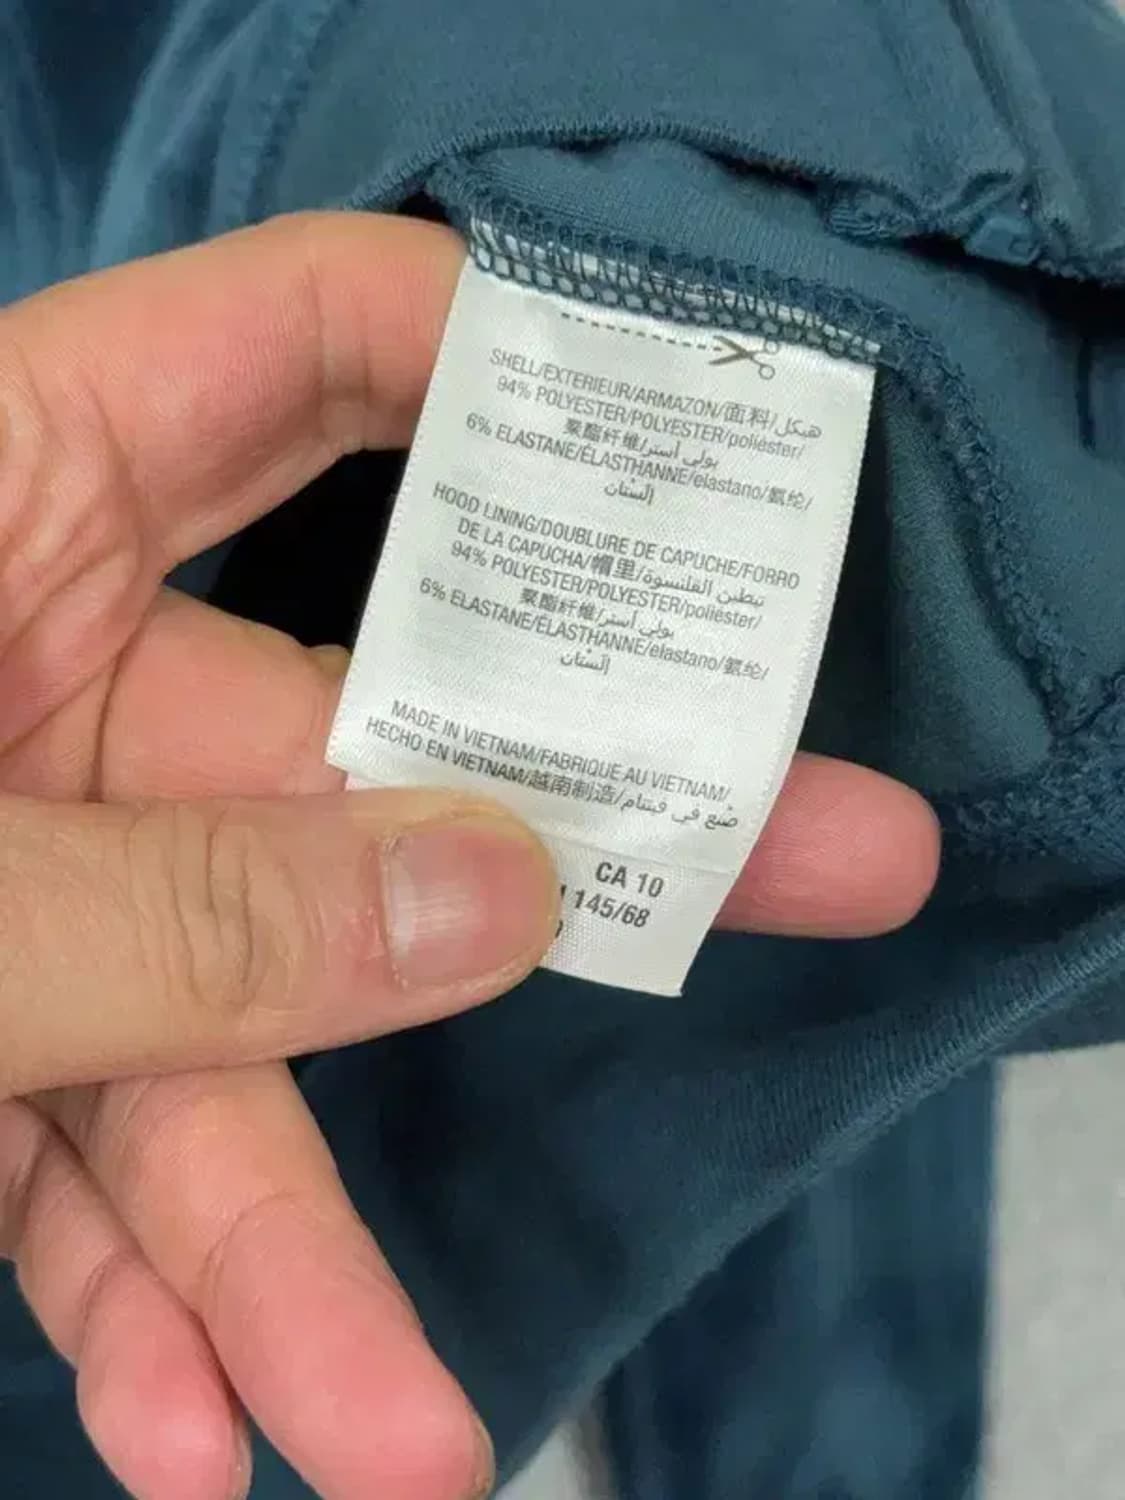 SHELL/EXTERIEUR/ARMAZON/面料/هيكل
94% POLYESTER/POLYESTER/poliéster/
聚酯纤维/بولي أستر
6% ELASTANE/ÉLASTHANNE/elastano/氨纶/
إلستان
HOOD LINING/DOUBLURE DE CAPUCHE/FORRO
DE LA CAPUCHA/帽里/تبطين القلنسوة
94% POLYESTER/POLYESTER/poliéster/
聚酯纤维/بولي أستر
6% ELASTANE/ÉLASTHANNE/elastano/氨纶/
إلستان
MADE IN VIETNAM/FABRIQUE AU VIETNAM/
HECHO EN VIETNAM/越南制造/صُنع في فيتنام
CA 10
145/68